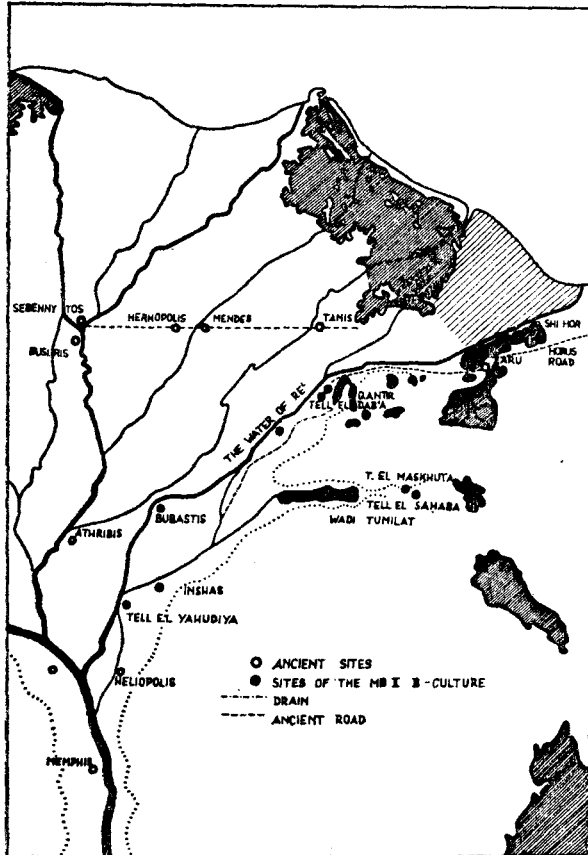 SEBENNY TOS
HERMOPOLIS
MENDES
TANIS
BUSIRIS
SHI HOR
HORUS
ROAD
QANTIR
TELL EL DAB'A
THE WATER OF RE'
T. EL MASKHUTA
TELL EL SAHABA
WADI TUMILAT
BUBASTIS
ATHRIBIS
INSHAS
TELL EL YAHUDIYA
HELIOPOLIS
ANCIENT SITES
SITES OF THE MB II B-CULTURE
DRAIN
ANCIENT ROAD
MEMPHIS